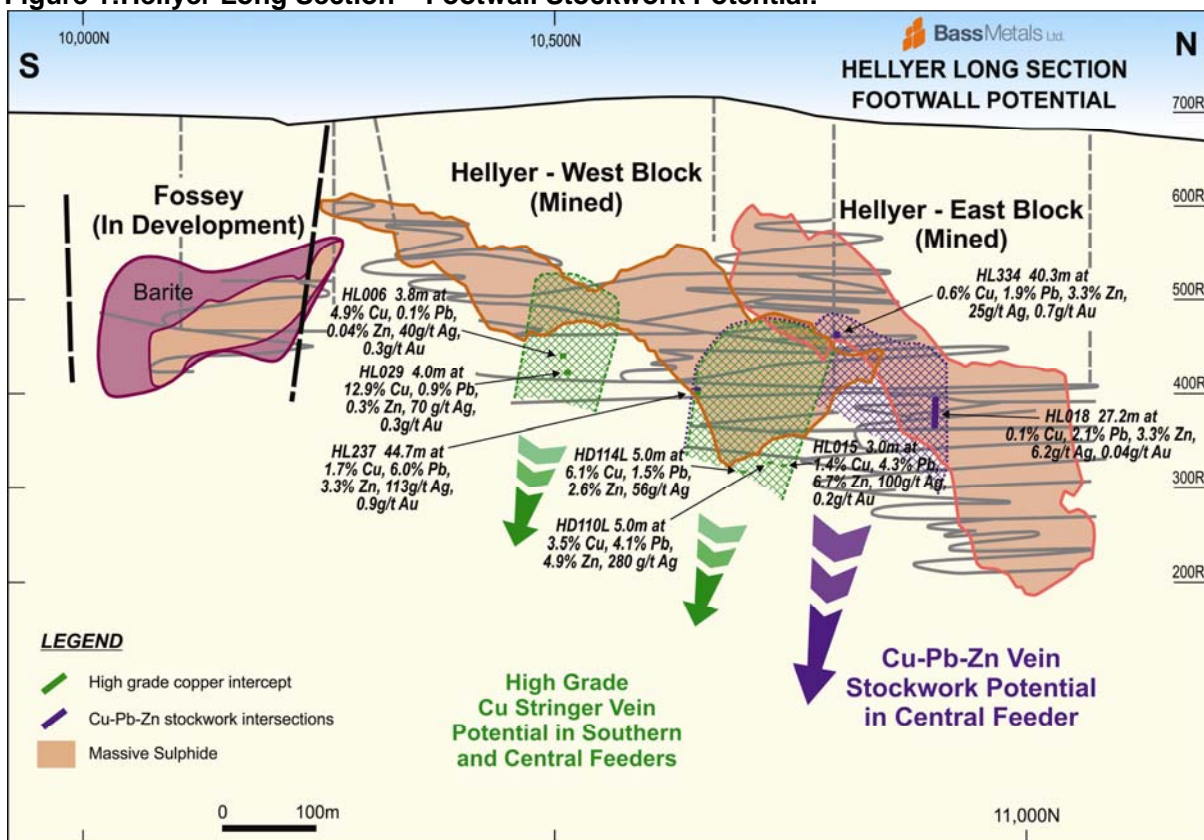 Figure 1:Hellyer Long Section – Footwall Stockwork Potential.
10,000N
10,500N
BassMetals Ltd.
S
N
HELLYER LONG SECTION
FOOTWALL POTENTIAL
700R
Hellyer - West Block
(Mined)
Fossey
(In Development)
600R
Hellyer - East Block
(Mined)
HL334 40.3m at
0.6% Cu, 1.9% Pb, 3.3% Zn,
25g/t Ag, 0.7g/t Au
Barite
HL006 3.8m at
4.9% Cu, 0.1% Pb,
0.04% Zn, 40g/t Ag,
0.3g/t Au
500R
HL029 4.0m at
12.9% Cu, 0.9% Pb,
0.3% Zn, 70 g/t Ag,
0.3g/t Au
400R
HL018 27.2m at
0.1% Cu, 2.1% Pb, 3.3% Zn,
6.2g/t Ag, 0.04g/t Au
HL237 44.7m at
1.7% Cu, 6.0% Pb,
3.3% Zn, 113g/t Ag,
0.9g/t Au
HD114L 5.0m at
6.1% Cu, 1.5% Pb,
2.6% Zn, 56g/t Ag
HL015 3.0m at
1.4% Cu, 4.3% Pb,
6.7% Zn, 100g/t Ag,
0.2g/t Au
300R
HD110L 5.0m at
3.5% Cu, 4.1% Pb,
4.9% Zn, 280 g/t Ag
200R
LEGEND
High grade copper intercept
Cu-Pb-Zn stockwork intersections
Massive Sulphide
High Grade
Cu Stringer Vein
Potential in Southern
and Central Feeders
Cu-Pb-Zn Vein
Stockwork Potential
in Central Feeder
0 100m
11,000N